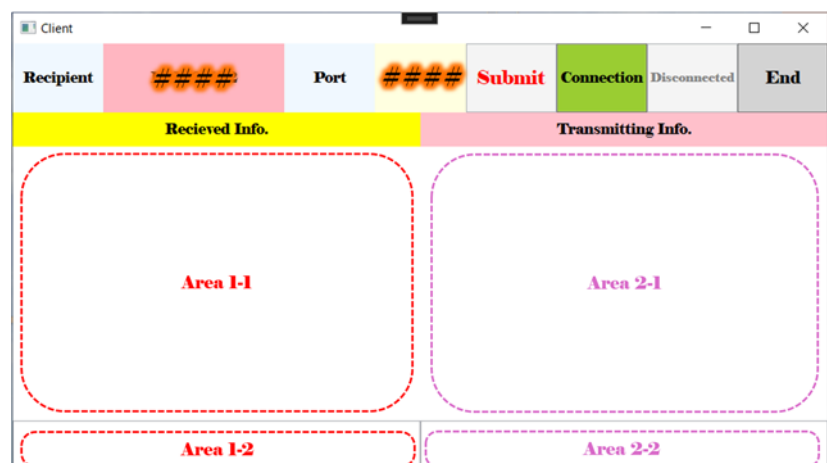 Client
Recipient #### Port #### Submit Connection Disconnected End
Recieved Info. Transmitting Info.
Area 1-1 Area 2-1
Area 1-2 Area 2-2